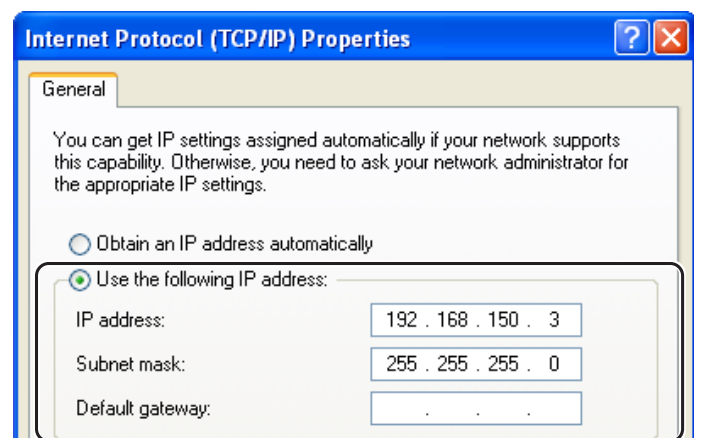 Internet Protocol (TCP/IP) Properties
General
You can get IP settings assigned automatically if your network supports
this capability. Otherwise, you need to ask your network administrator for
the appropriate IP settings.
Obtain an IP address automatically
Use the following IP address:
IP address: 192 . 168 . 150 . 3
Subnet mask: 255 . 255 . 255 . 0
Default gateway: . . .